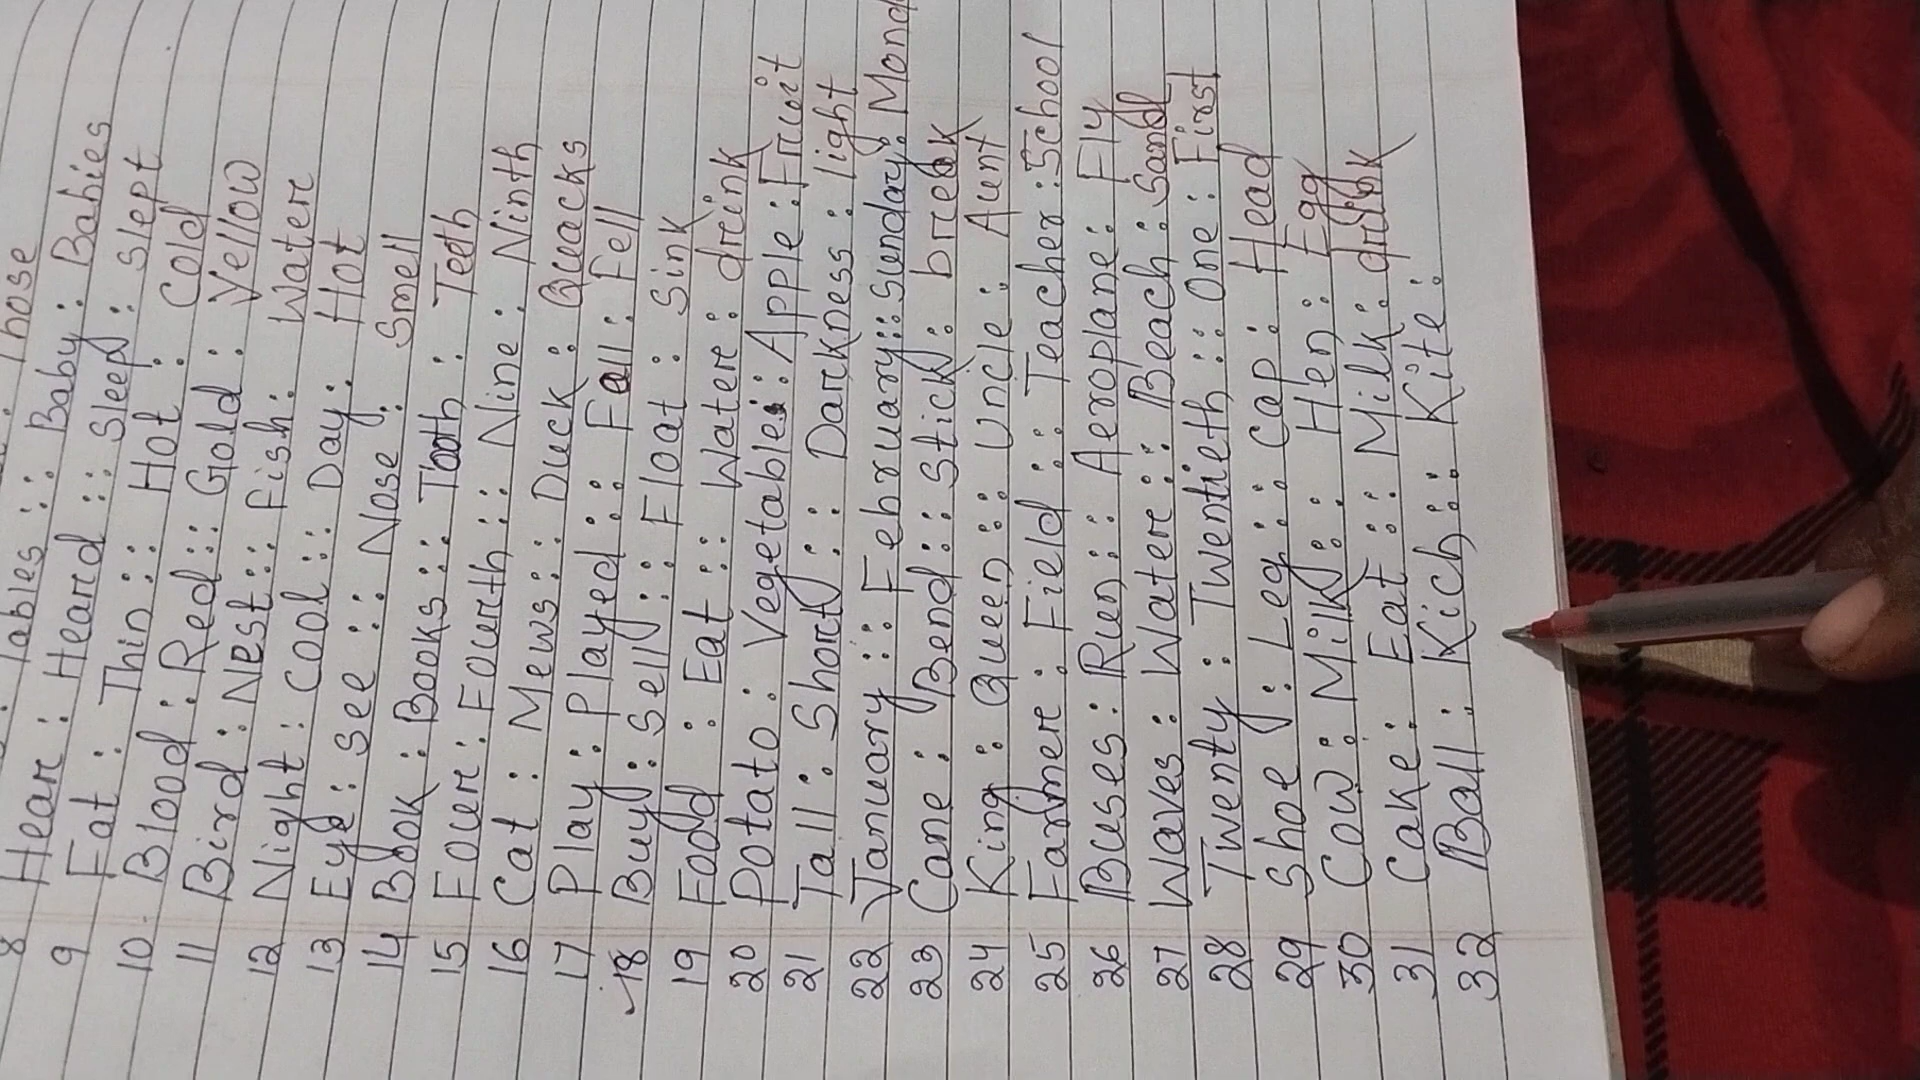 8 : Tables :: : Those
9 Hear : Heard :: Baby : Babies
10 Fat : Thin :: Sleep : Slept
11 Blood : Red :: Hot : Cold
12 Bird : Nest :: Gold : Yellow
13 Night : Cool :: Fish : Water
14 Eye : See :: Day : Hot
15 Book : Books :: Nose : Smell
16 Four : Fourth :: Tooth : Teeth
17 Cat : Mews :: Nine : Ninth
18 Play : Played :: Duck : Quacks
19 Buy : Sell :: Fall : Fell
20 Food : Eat :: Float : Sink
21 Potato : Vegetable :: Water : drink
22 Tall : Short :: Apple : Fruit
23 January :: February :: Darkness : light
24 Cane : Bend :: Sunday : Mond
25 King : Queen :: Stick : break
26 Farmer : Field :: Uncle : Aunt
27 Buses : Run :: Teacher : School
28 Waves : Water :: Aeroplane : Fly
29 Twenty : Twentieth :: Beach : Sand
30 Shoe : Leg :: One : First
31 Cow : Milk :: Cap : Head
32 Cake : Eat :: Hen : Egg
Ball : Kich :: Milk : drink
Kite :